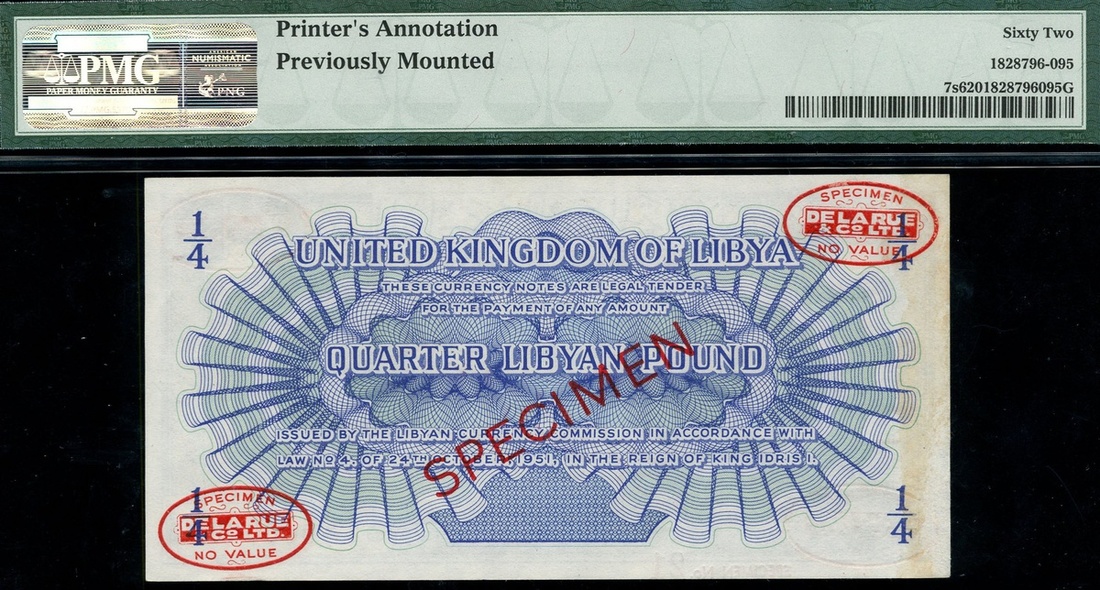 Printer's Annotation
Previously Mounted
PMG
PAPER MONEY GUARANTY
NUMISMATIC
PNG
Sixty Two
1828796-095
7s6201828796095G
1/4
UNITED KINGDOM OF LIBYA
SPECIMEN
DE LA RUE
& CO LTD.
NO VALUE
1/4
THESE CURRENCY NOTES ARE LEGAL TENDER
FOR THE PAYMENT OF ANY AMOUNT
QUARTER LIBYAN POUND
SPECIMEN
ISSUED BY THE LIBYAN CURRENCY COMMISSION IN ACCORDANCE WITH
LAW No 4. OF 24TH OCTOBER, 1951, IN THE REIGN OF KING IDRIS I.
1/4
SPECIMEN
DE LA RUE
& CO LTD.
NO VALUE
1/4